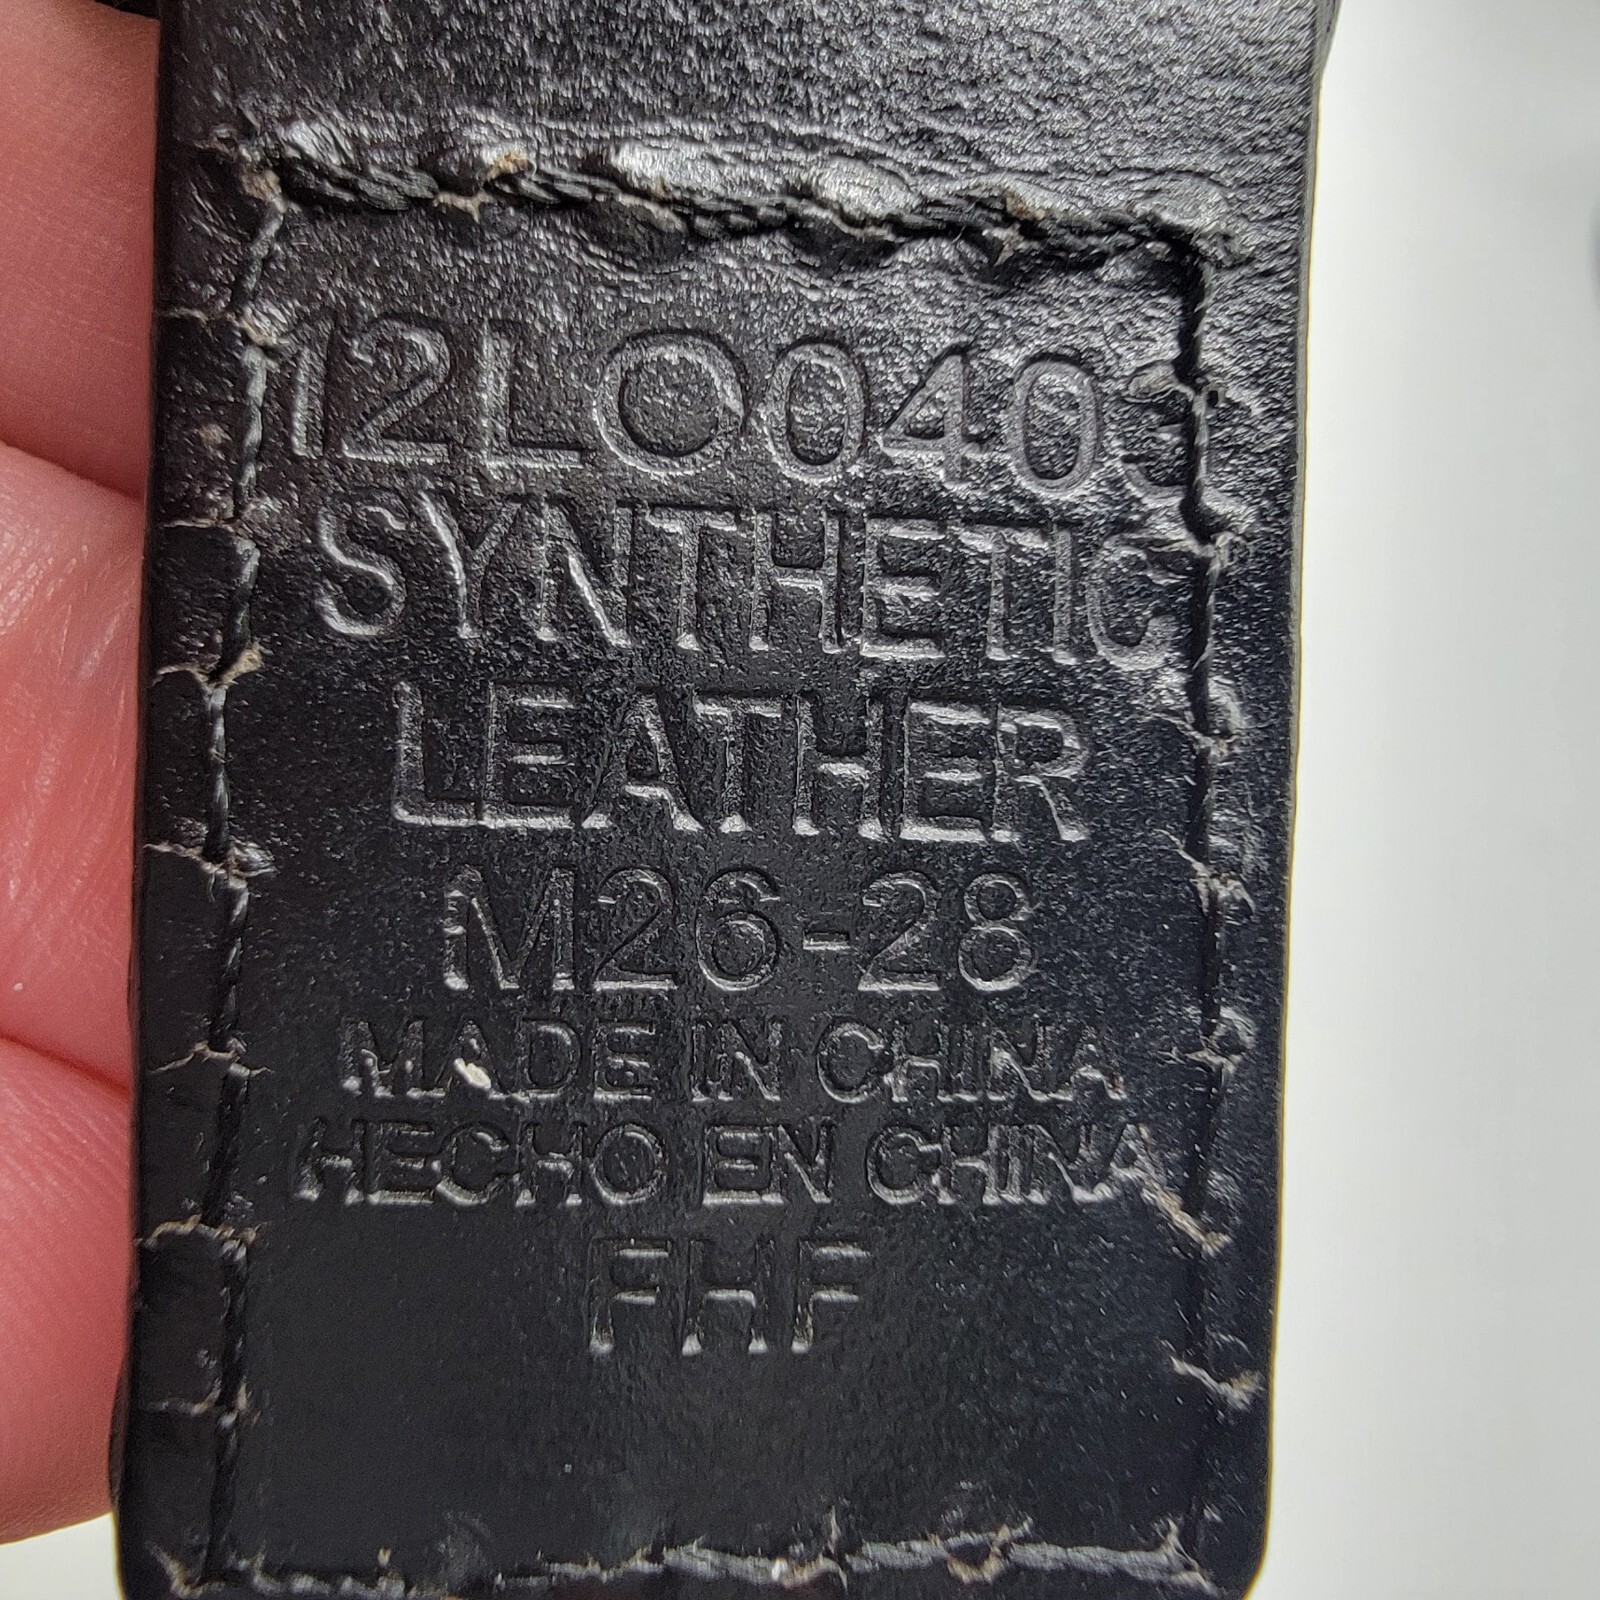 12LO0403
SYNTHETIC
LEATHER
M26-28
MADE IN CHINA
HECHO EN CHINA
FHF